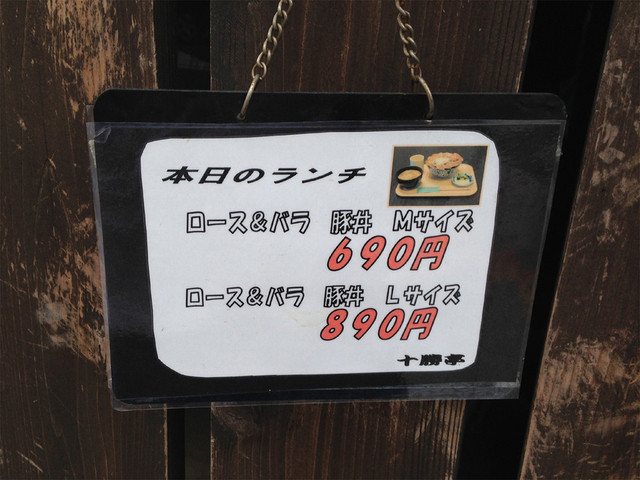 本日のランチ
ロース&バラ 豚丼 Mサイズ
690円
ロース&バラ 豚丼 Lサイズ
890円
十勝亭